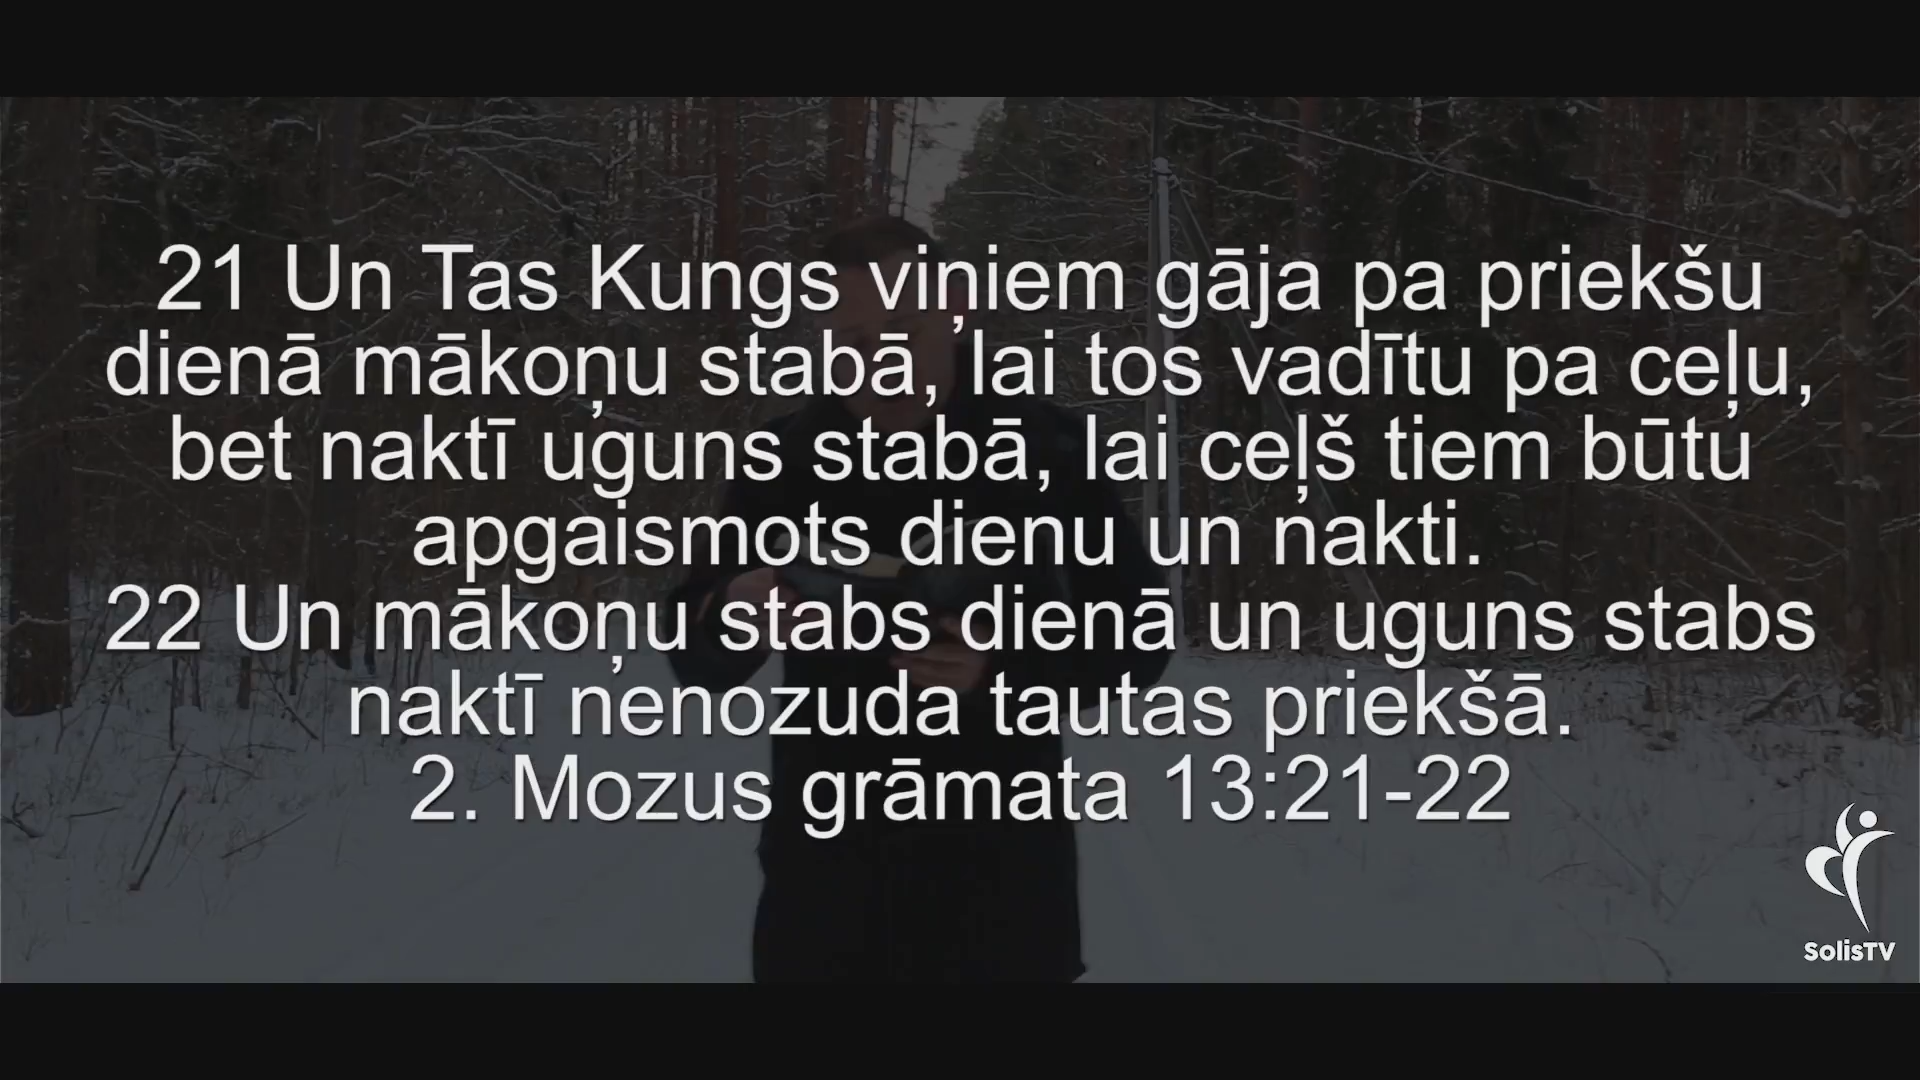 21 Un Tas Kungs viņiem gāja pa priekšu
dienā mākoņu stabā, lai tos vadītu pa ceļu,
bet naktī uguns stabā, lai ceļš tiem būtu
apgaismots dienu un nakti.
22 Un mākoņu stabs dienā un uguns stabs
naktī nenozuda tautas priekšā.
2. Mozus grāmata 13:21-22
SolisTV